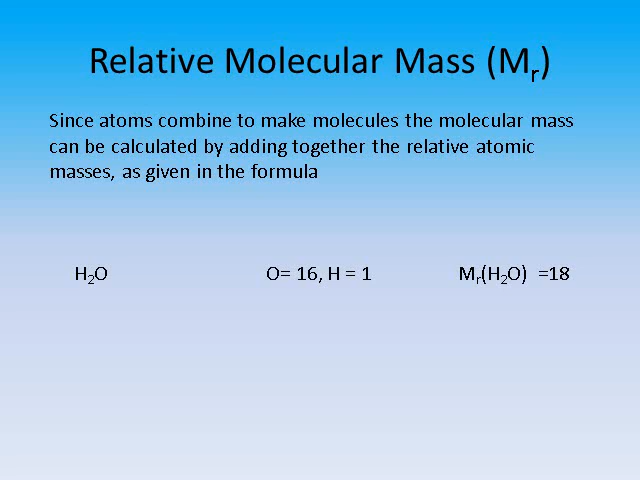 Relative Molecular Mass (Mᵣ)
Since atoms combine to make molecules the molecular mass
can be calculated by adding together the relative atomic
masses, as given in the formula
H₂O O= 16, H = 1 Mᵣ(H₂O) =18